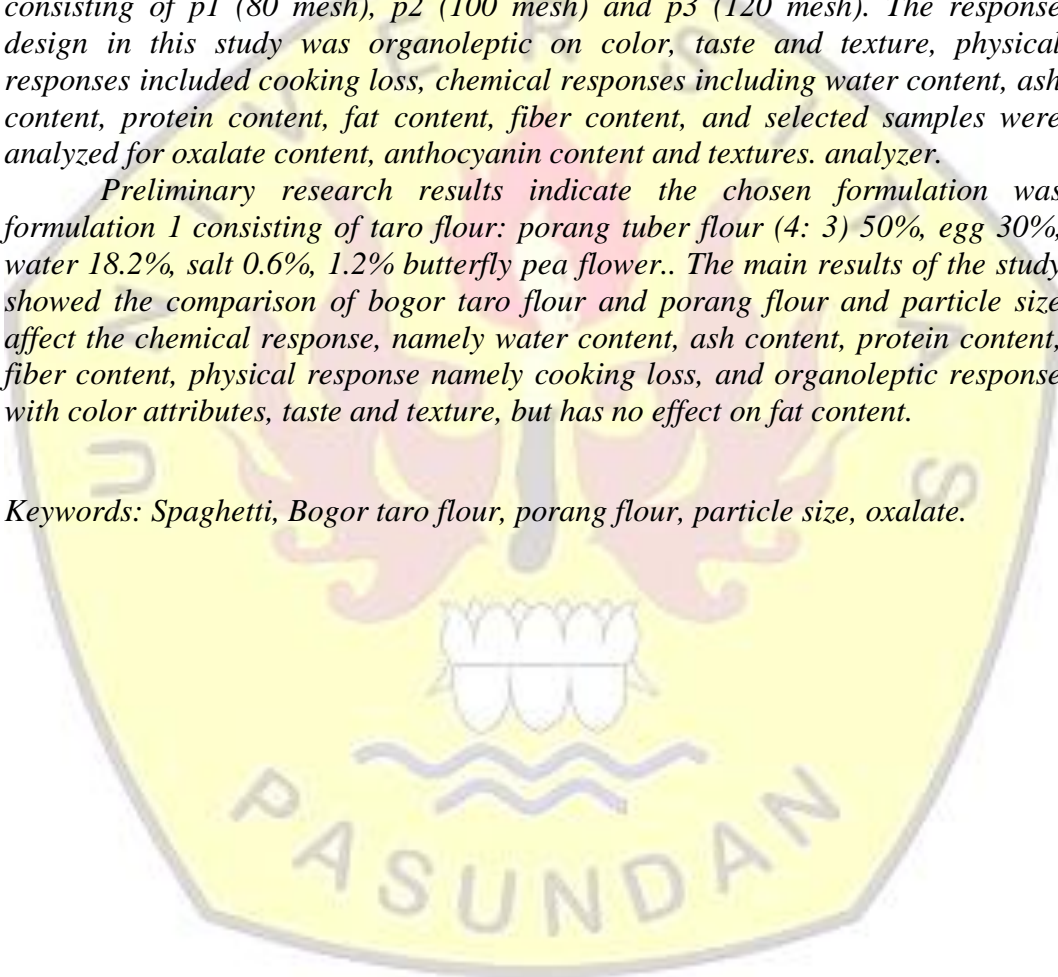 consisting of p1 (80 mesh), p2 (100 mesh) and p3 (120 mesh). The response
design in this study was organoleptic on color, taste and texture, physical
responses included cooking loss, chemical responses including water content, ash
content, protein content, fat content, fiber content, and selected samples were
analyzed for oxalate content, anthocyanin content and textures. analyzer.
Preliminary research results indicate the chosen formulation was
formulation 1 consisting of taro flour: porang tuber flour (4: 3) 50%, egg 30%,
water 18.2%, salt 0.6%, 1.2% butterfly pea flower.. The main results of the study
showed the comparison of bogor taro flour and porang flour and particle size
affect the chemical response, namely water content, ash content, protein content,
fiber content, physical response namely cooking loss, and organoleptic response
with color attributes, taste and texture, but has no effect on fat content.
Keywords: Spaghetti, Bogor taro flour, porang flour, particle size, oxalate.
UNIVERSITAS
PASUNDAN